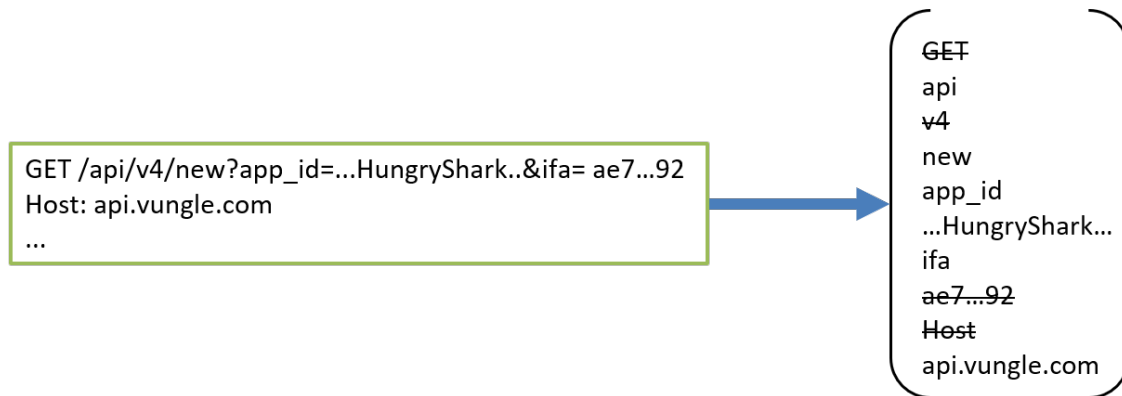 GET /api/v4/new?app_id=...HungryShark..&ifa= ae7...92
Host: api.vungle.com
...
GET
api
v4
new
app_id
...HungryShark...
ifa
ae7...92
Host
api.vungle.com